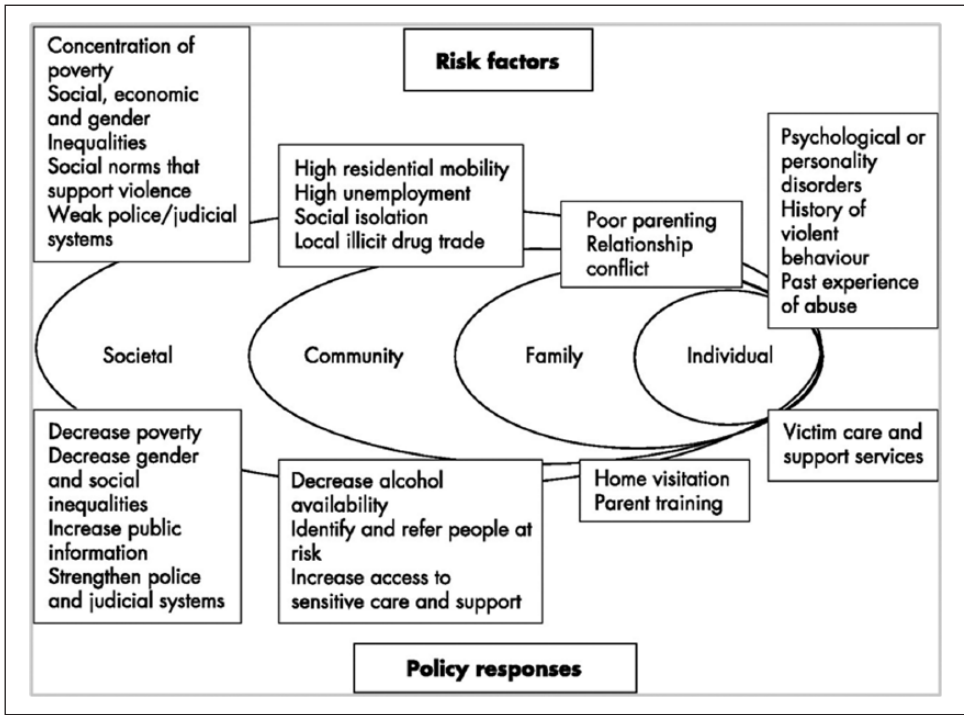 Risk factors
Concentration of
poverty
Social, economic
and gender
Inequalities
Social norms that
support violence
Weak police/judicial
systems
High residential mobility
High unemployment
Social isolation
Local illicit drug trade
Poor parenting
Relationship
conflict
Psychological or
personality
disorders
History of
violent
behaviour
Past experience
of abuse
Societal
Community
Family
Individual
Decrease poverty
Decrease gender
and social
inequalities
Increase public
information
Strengthen police
and judicial systems
Decrease alcohol
availability
Identify and refer people at
risk
Increase access to
sensitive care and support
Home visitation
Parent training
Victim care and
support services
Policy responses